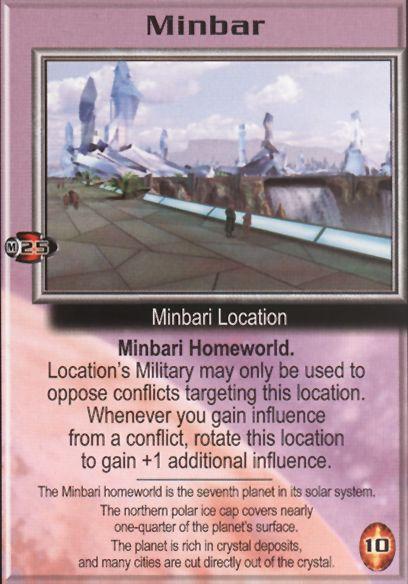 Minbar
M 25
Minbari Location
Minbari Homeworld.
Location's Military may only be used to
oppose conflicts targeting this location.
Whenever you gain influence
from a conflict, rotate this location
to gain +1 additional influence.
The Minbari homeworld is the seventh planet in its solar system.
The northern polar ice cap covers nearly
one-quarter of the planet's surface.
The planet is rich in crystal deposits,
and many cities are cut directly out of the crystal.
10